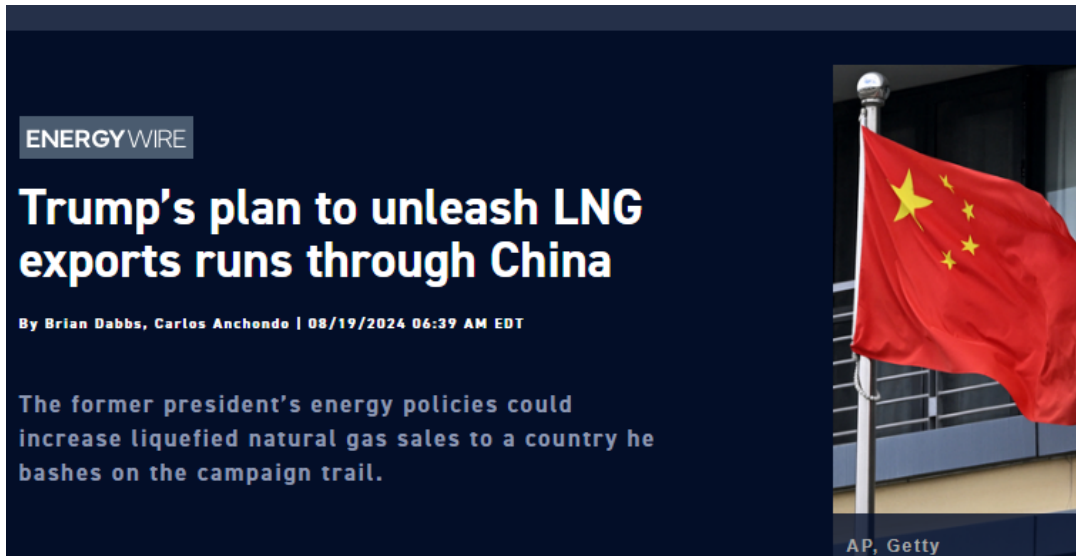 ENERGYWIRE
Trump’s plan to unleash LNG
exports runs through China
By Brian Dabbs, Carlos Anchondo | 08/19/2024 06:39 AM EDT
The former president’s energy policies could
increase liquefied natural gas sales to a country he
bashes on the campaign trail.
AP, Getty